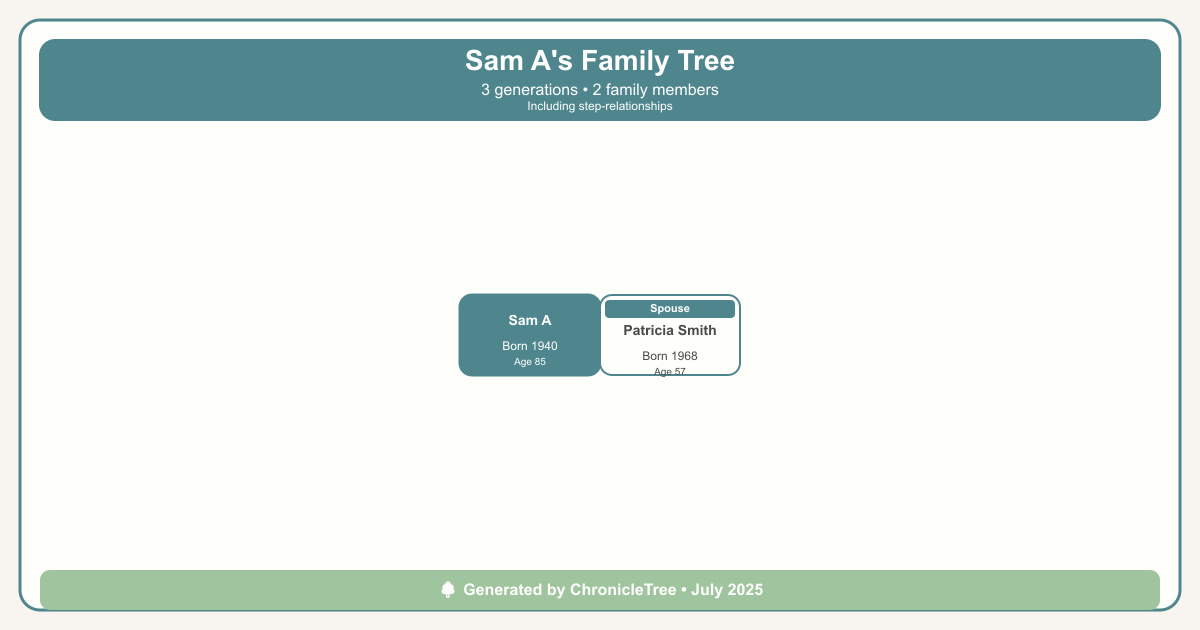 Sam A's Family Tree
3 generations • 2 family members
Including step-relationships
Sam A
Born 1940
Age 85
Spouse
Patricia Smith
Born 1968
Age 57
Generated by ChronicleTree • July 2025